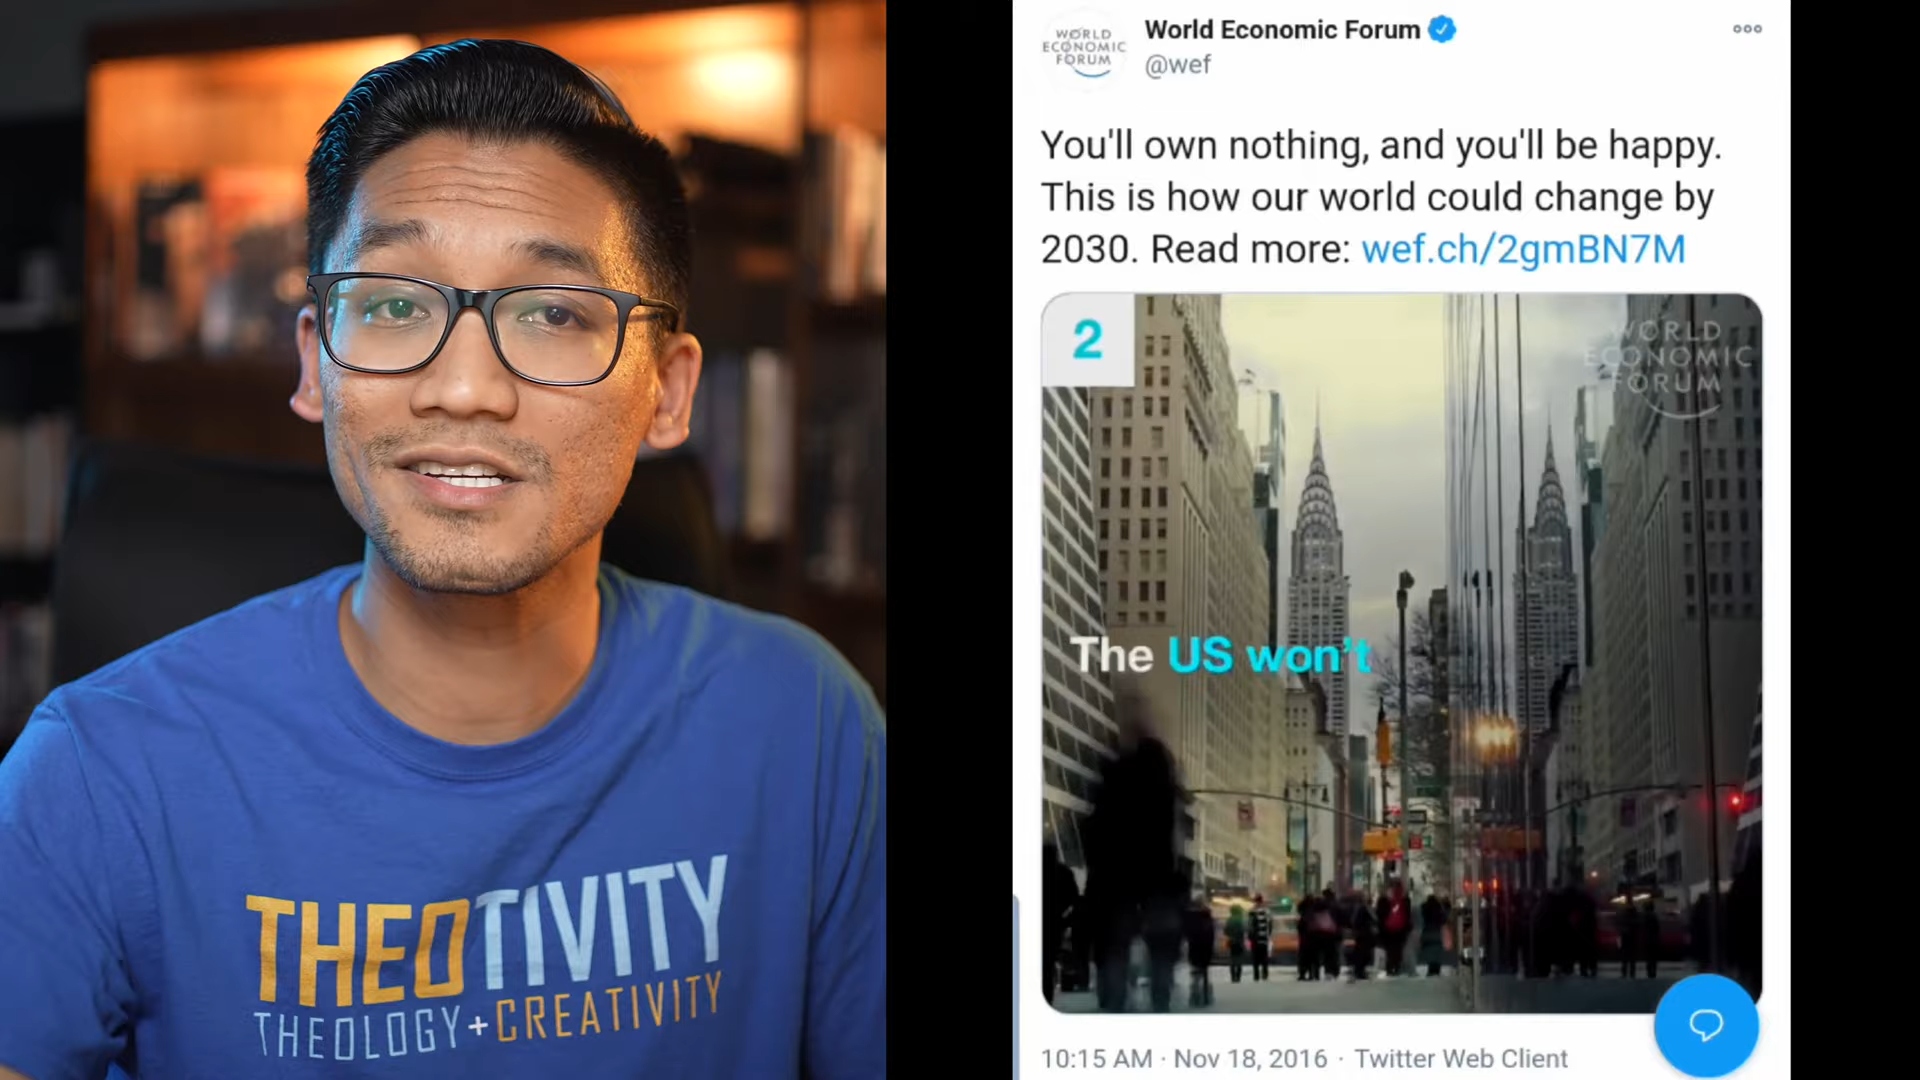 THEOTIVITY
THEOLOGY+CREATIVITY
WORLD
ECONOMIC
FORUM
World Economic Forum
@wef
You'll own nothing, and you'll be happy.
This is how our world could change by
2030. Read more: wef.ch/2gmBN7M
2
WORLD
ECONOMIC
FORUM
The US won't
10:15 AM · Nov 18, 2016 · Twitter Web Client